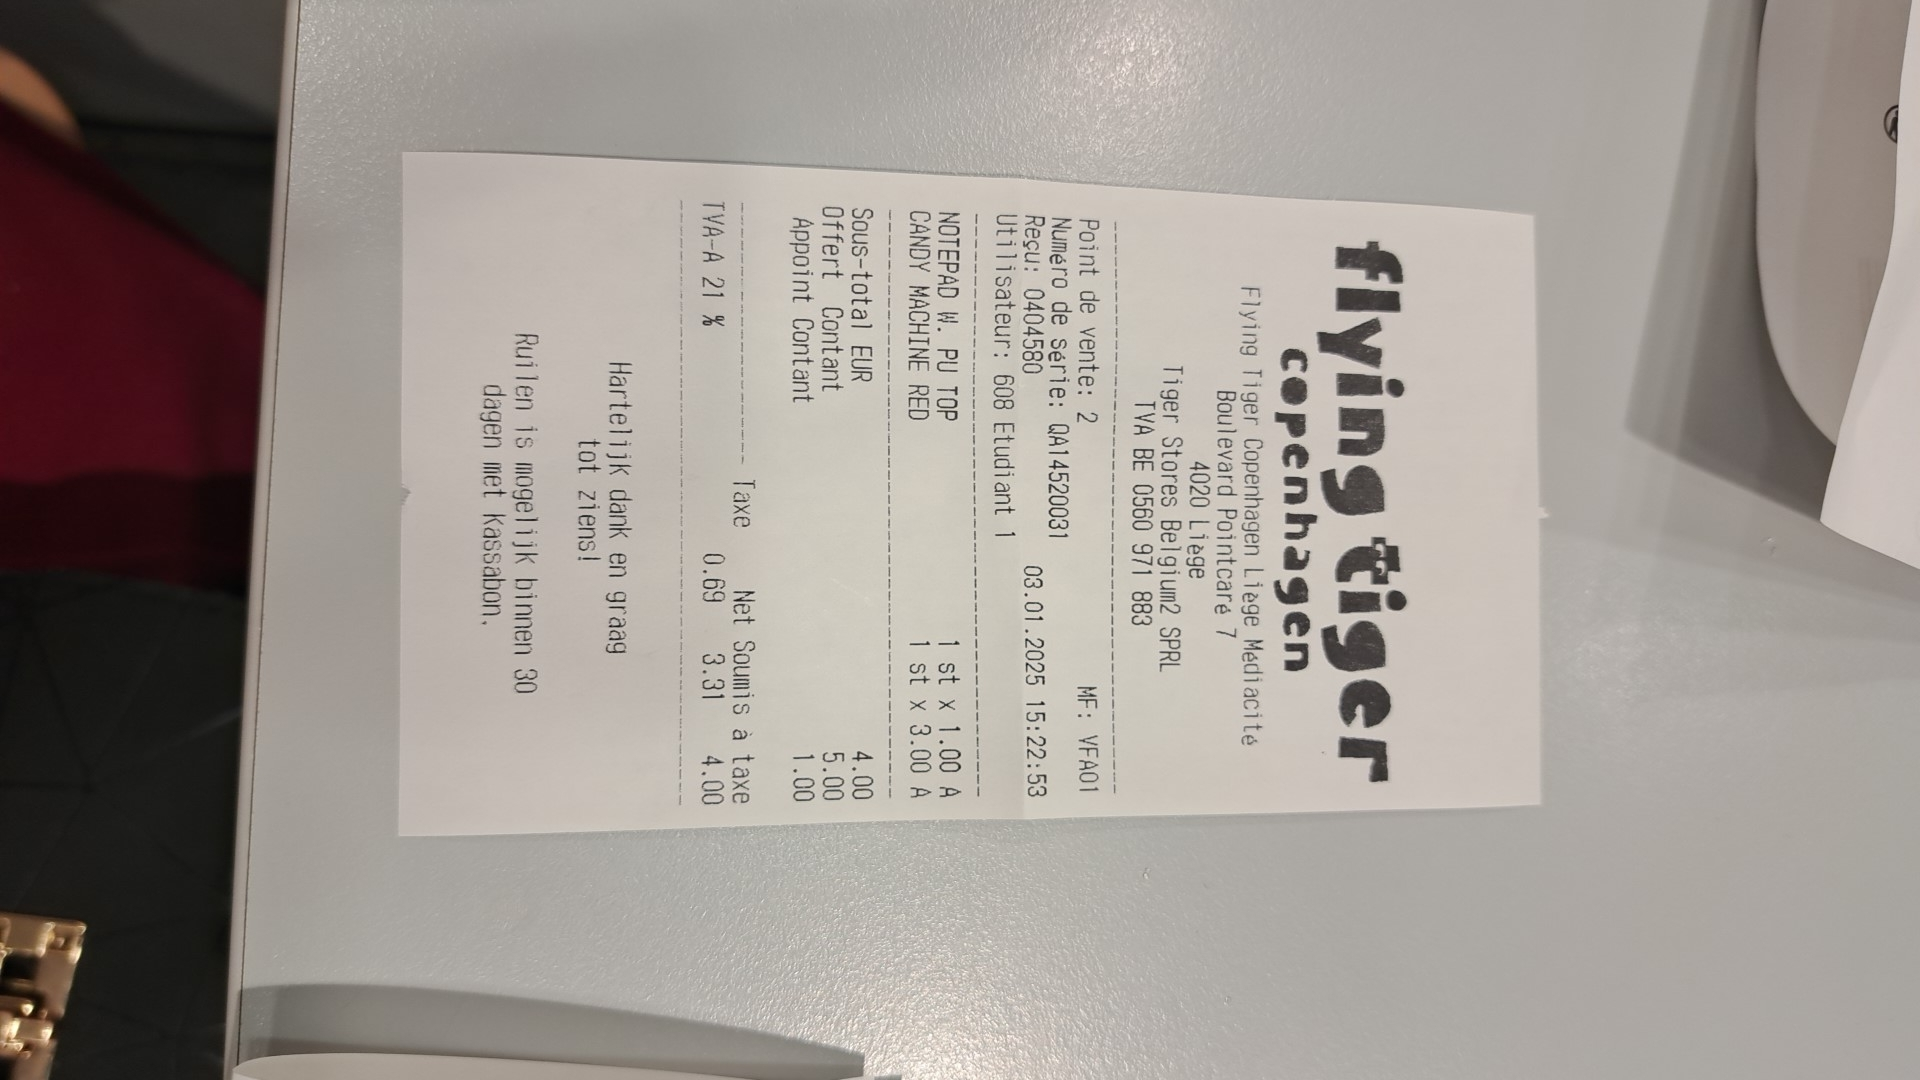 flying tiger
copenhagen
Flying Tiger Copenhagen Liège Médiacité
Boulevard Pointcaré 7
4020 Liège
Tiger Stores Belgium2 SPRL
TVA BE 0560 971 883
Point de vente: 2 MF: VFA01
Numéro de série: QA14520031
Reçu: 0404580 03.01.2025 15:22:53
Utilisateur: 608 Etudiant 1
NOTEPAD W. PU TOP 1 st x 1.00 A
CANDY MACHINE RED 1 st x 3.00 A
Sous-total EUR 4.00
Offert Contant 5.00
Appoint Contant 1.00
Taxe Net Soumis à taxe
TVA-A 21 % 0.69 3.31 4.00
Hartelijk dank en graag
tot ziens!
Ruilen is mogelijk binnen 30
dagen met Kassabon.